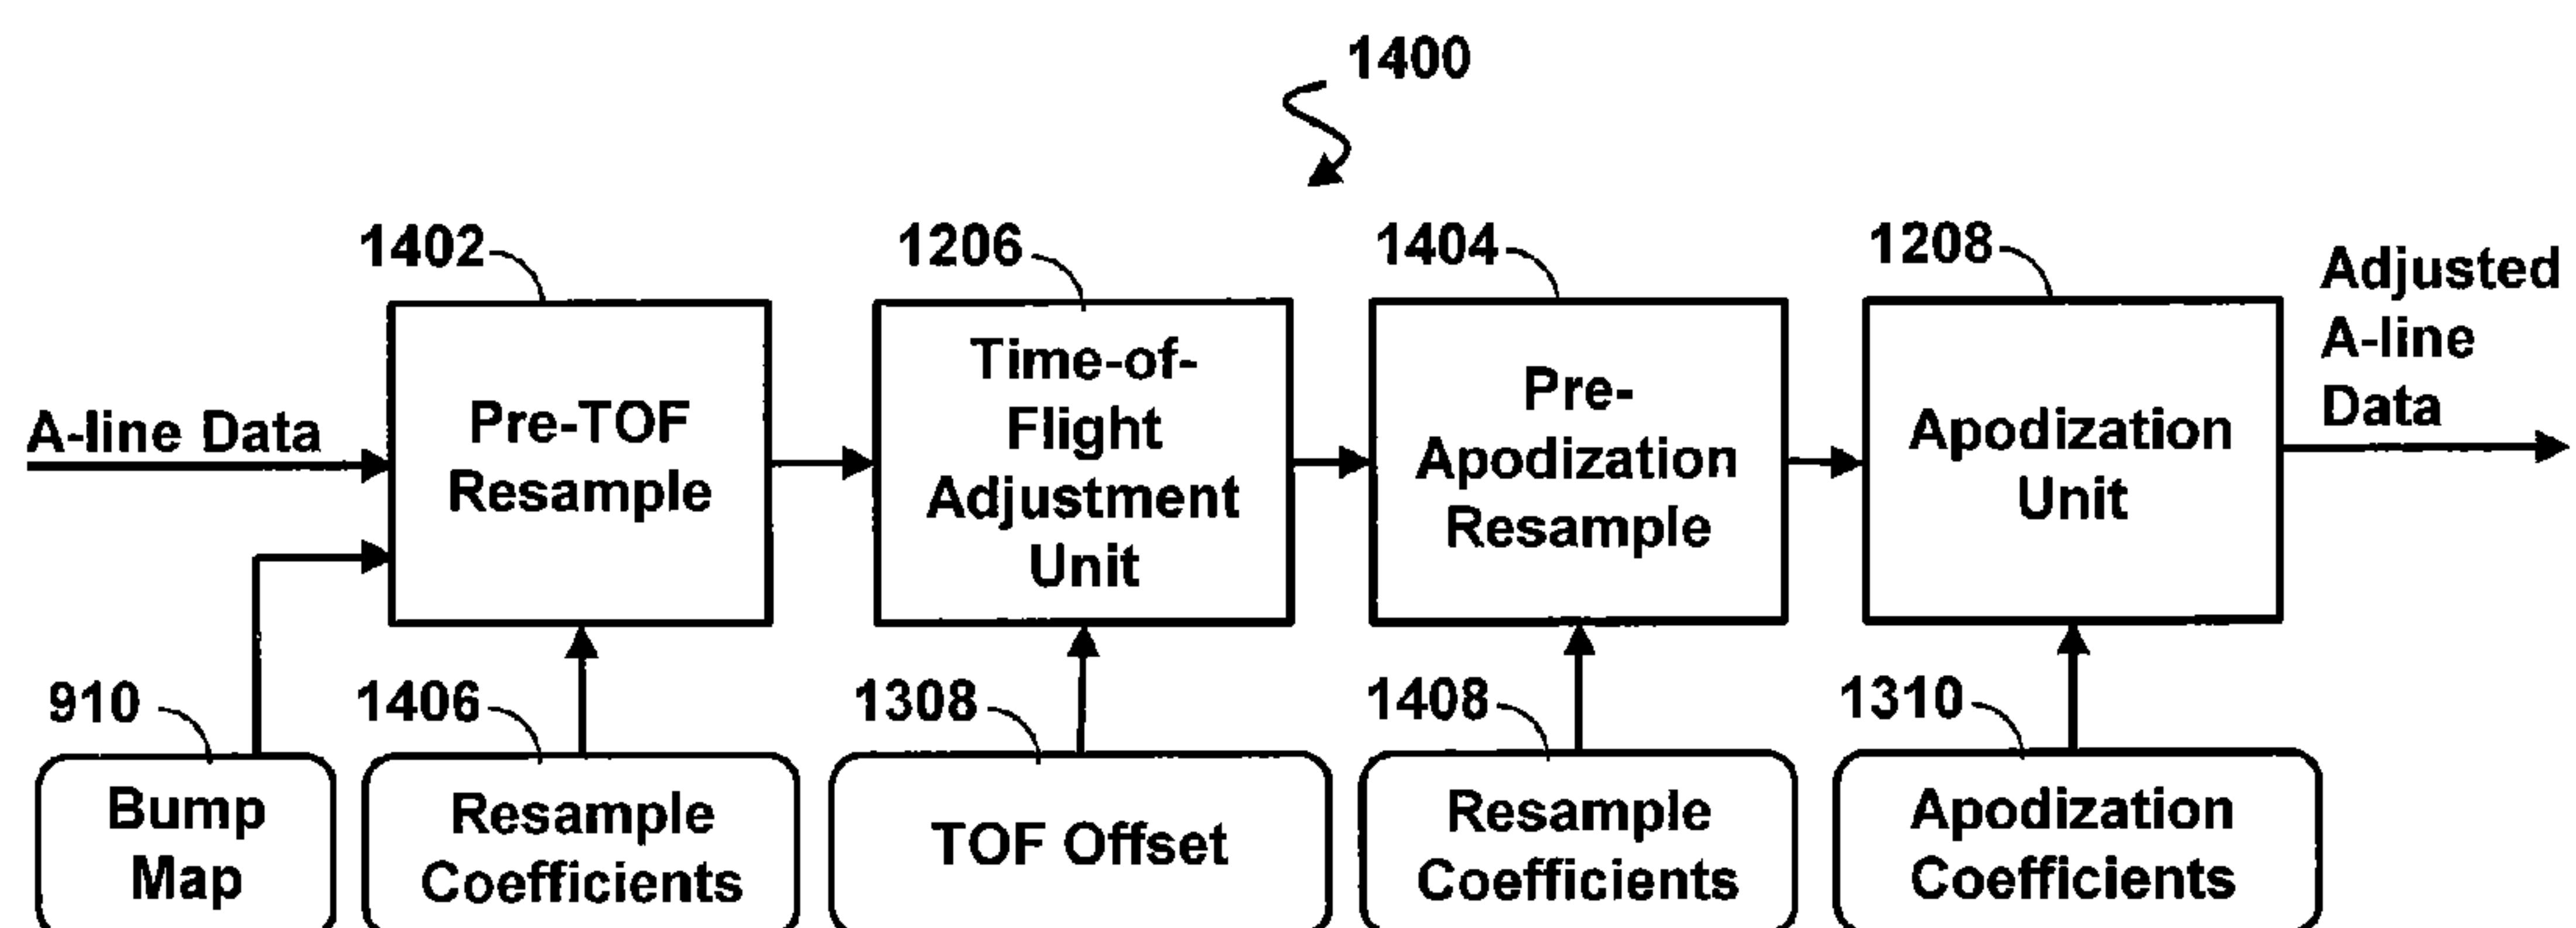 1400
1402
1206
1404
1208
Adjusted
A-line
Data
A-line Data
Pre-TOF
Resample
Time-of-
Flight
Adjustment
Unit
Pre-
Apodization
Resample
Apodization
Unit
910
1406
1308
1408
1310
Bump
Map
Resample
Coefficients
TOF Offset
Resample
Coefficients
Apodization
Coefficients